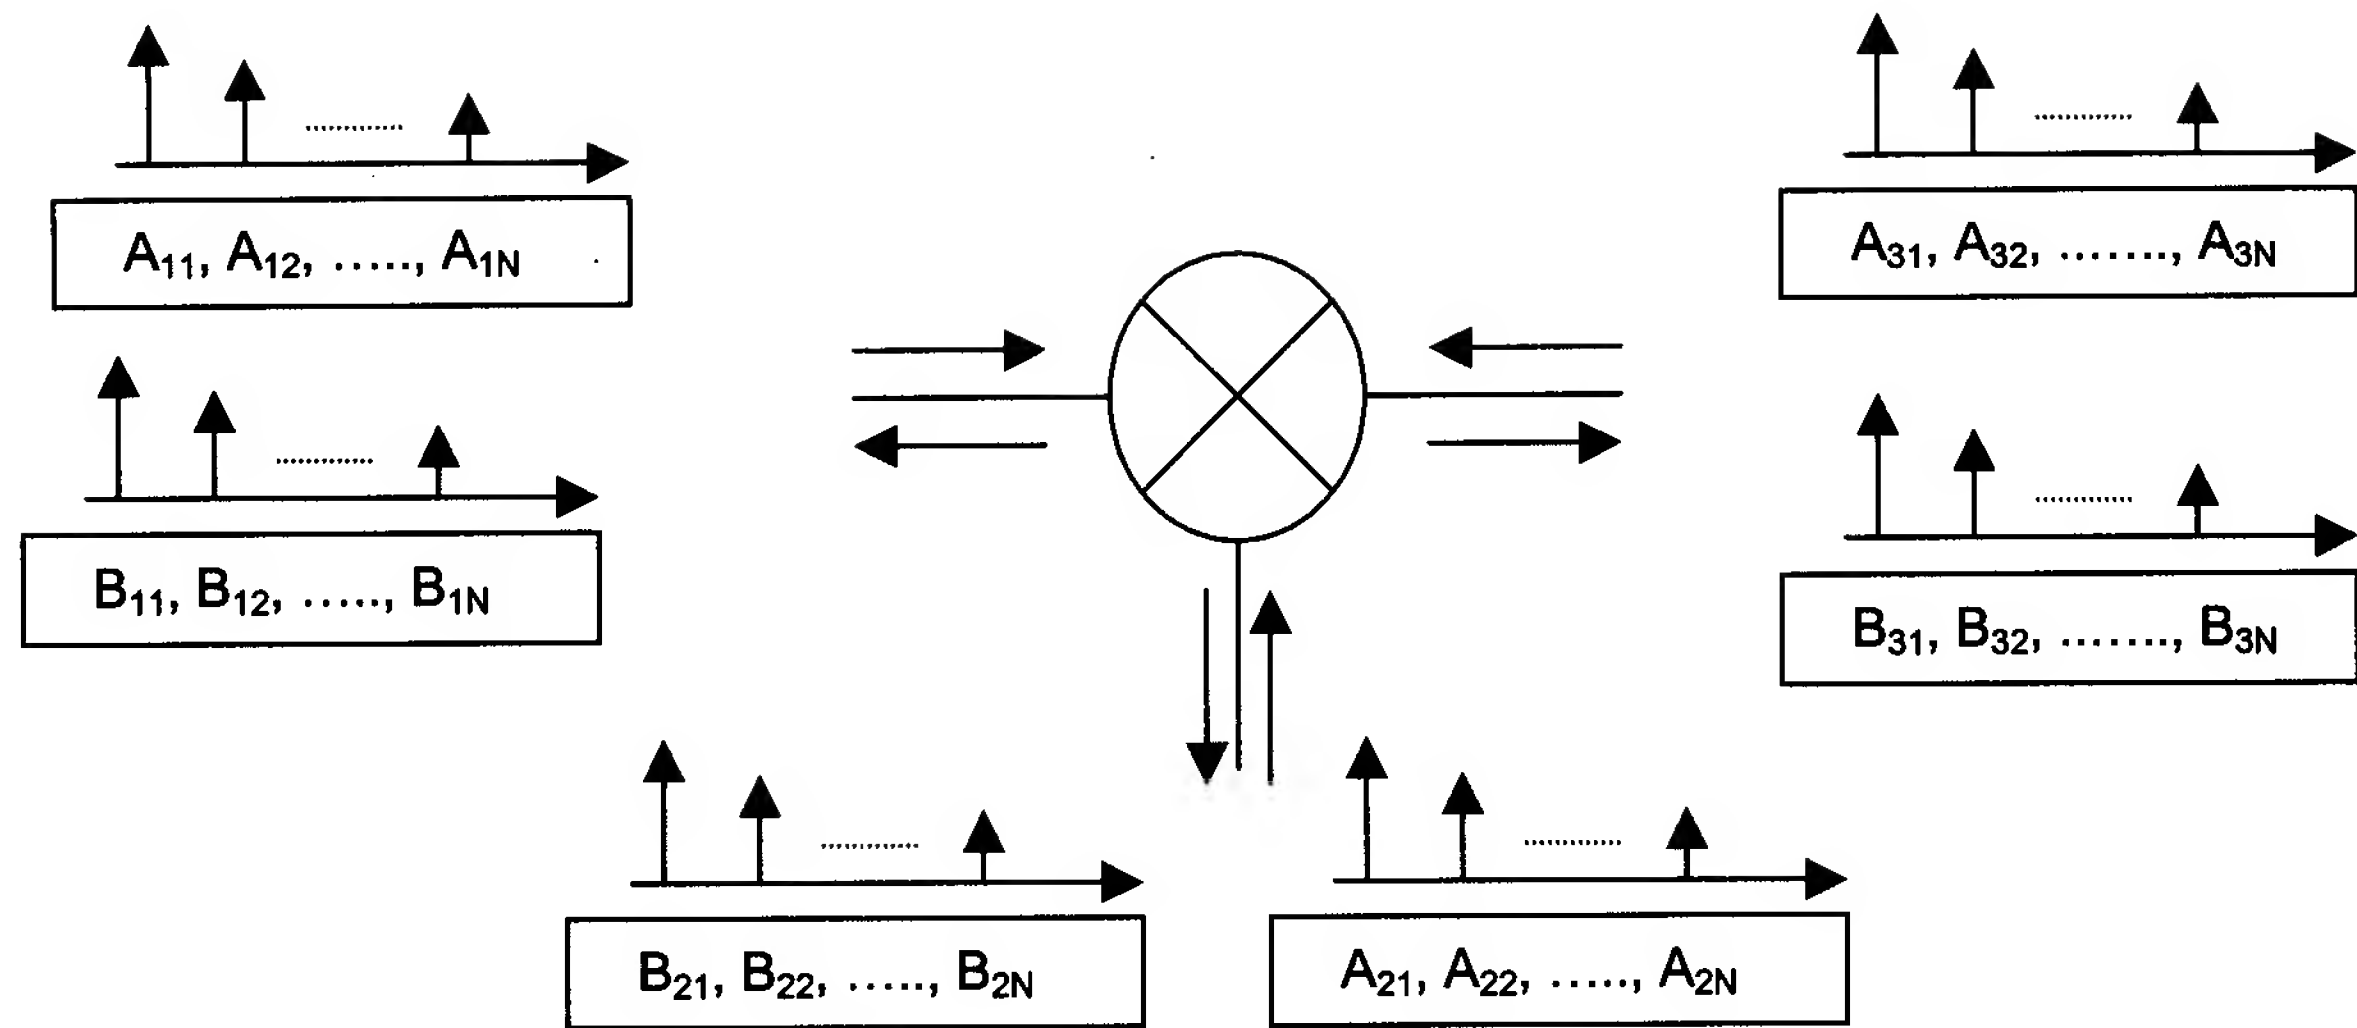 A₁₁, A₁₂, ....., A₁N
A₃₁, A₃₂, ......., A₃N
B₁₁, B₁₂, ....., B₁N
B₃₁, B₃₂, ......., B₃N
B₂₁, B₂₂, ....., B₂N
A₂₁, A₂₂, ....., A₂N